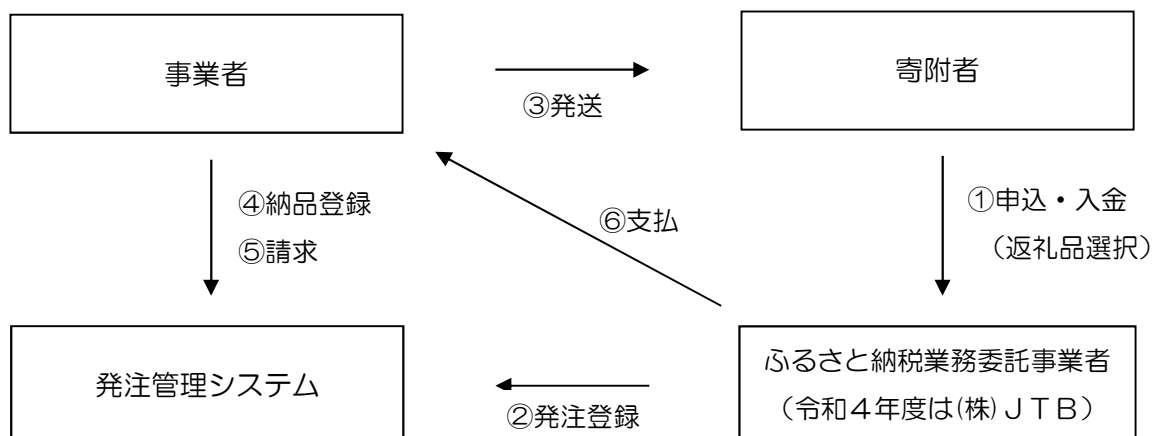 事業者
寄附者
③発送
④納品登録
⑤請求
⑥支払
①申込・入金
（返礼品選択）
発注管理システム
②発注登録
ふるさと納税業務委託事業者
（令和４年度は(株)ＪＴＢ）